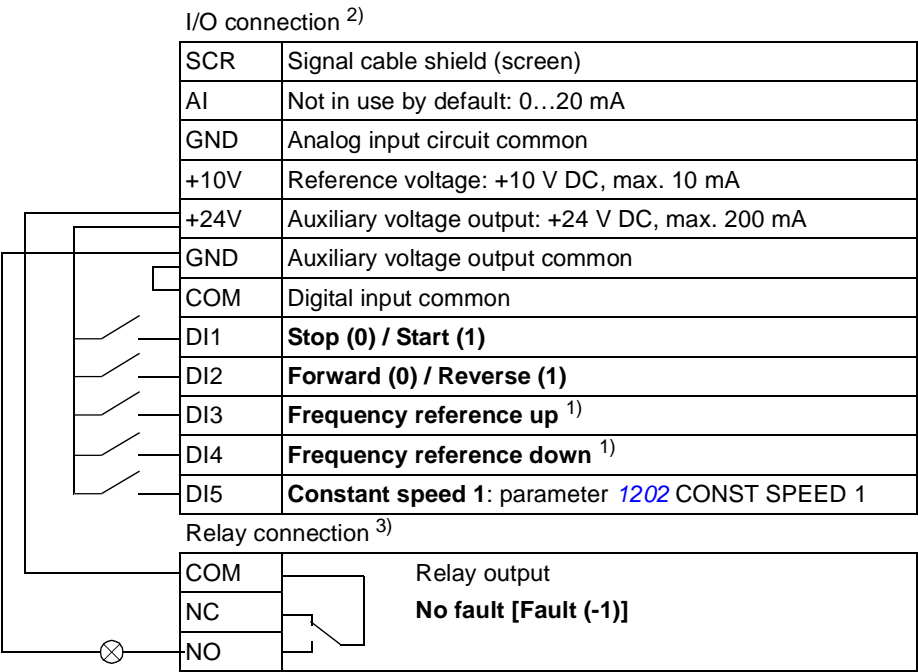 I/O connection 2)
SCR Signal cable shield (screen)
AI Not in use by default: 0…20 mA
GND Analog input circuit common
+10V Reference voltage: +10 V DC, max. 10 mA
+24V Auxiliary voltage output: +24 V DC, max. 200 mA
GND Auxiliary voltage output common
COM Digital input common
DI1 Stop (0) / Start (1)
DI2 Forward (0) / Reverse (1)
DI3 Frequency reference up 1)
DI4 Frequency reference down 1)
DI5 Constant speed 1: parameter 1202 CONST SPEED 1
Relay connection 3)
COM Relay output
NC No fault [Fault (-1)]
NO